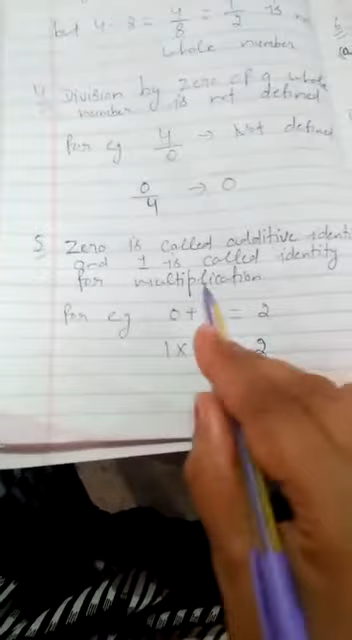 but 4 ÷ 8 = 4/8 = 1/2 is
whole number
4 Division by zero of a whole
number is not defined
for eg 4/0 → Not defined
0/4 → 0
5 Zero is called additive identi
and 1 is called identity
for multiplication
for eg 0 + = 2
1 × 2